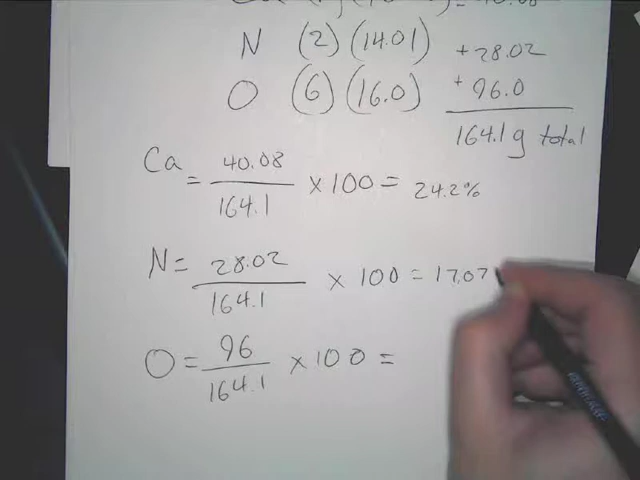 N (2)(14.01) +28.02
O (6)(16.0) +96.0
164.1g total
Ca = 40.08 / 164.1 × 100 = 24.2%
N = 28.02 / 164.1 × 100 = 17.07
O = 96 / 164.1 × 100 =